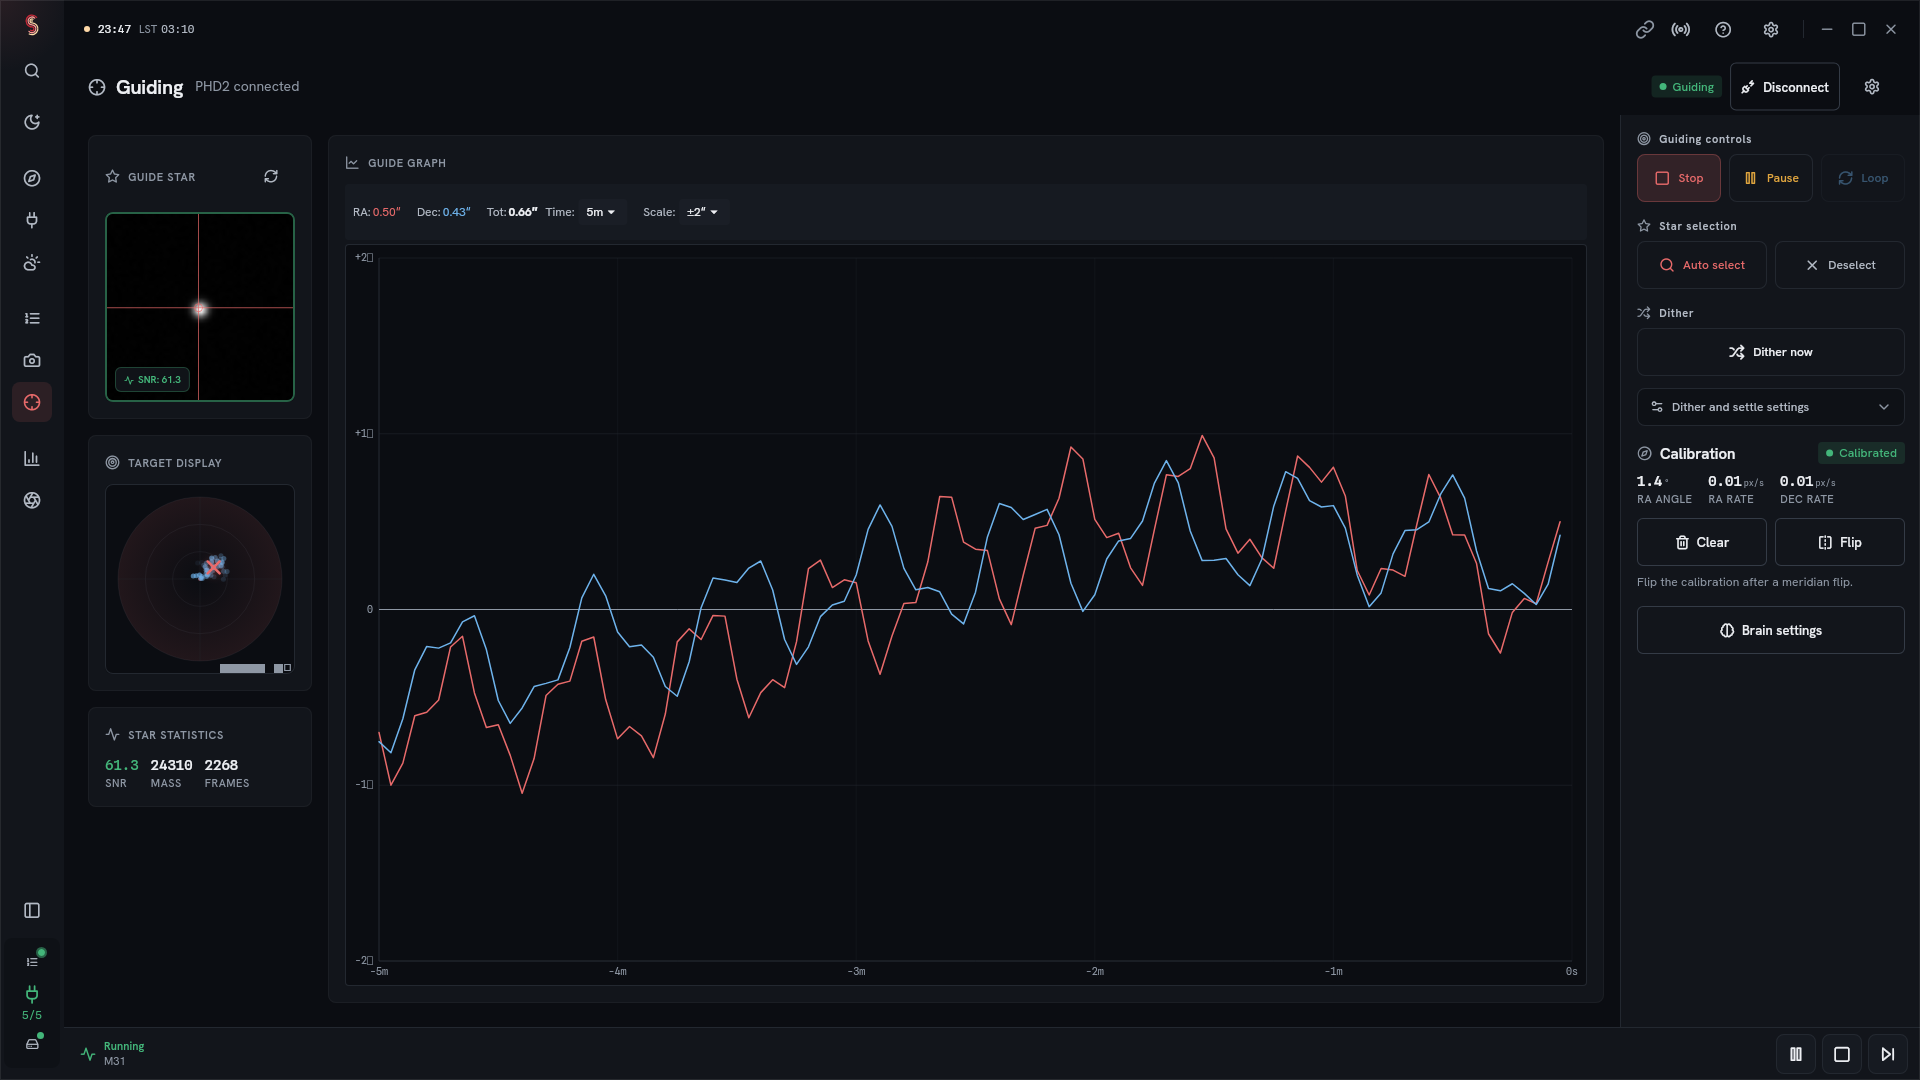 23:47 LST 03:10
Guiding PHD2 connected
Guiding
Disconnect
GUIDE STAR
SNR: 61.3
TARGET DISPLAY
STAR STATISTICS
61.3 24310 2268
SNR MASS FRAMES
GUIDE GRAPH
RA: 0.50" Dec: 0.43" Tot: 0.66" Time: 5m Scale: ±2"
+2▯
+1▯
0
-1▯
-2▯
-5m -4m -3m -2m -1m 0s
Guiding controls
Stop Pause Loop
Star selection
Auto select Deselect
Dither
Dither now
Dither and settle settings
Calibration Calibrated
1.4° 0.01 px/s 0.01 px/s
RA ANGLE RA RATE DEC RATE
Clear Flip
Flip the calibration after a meridian flip.
Brain settings
5/5
Running
M31